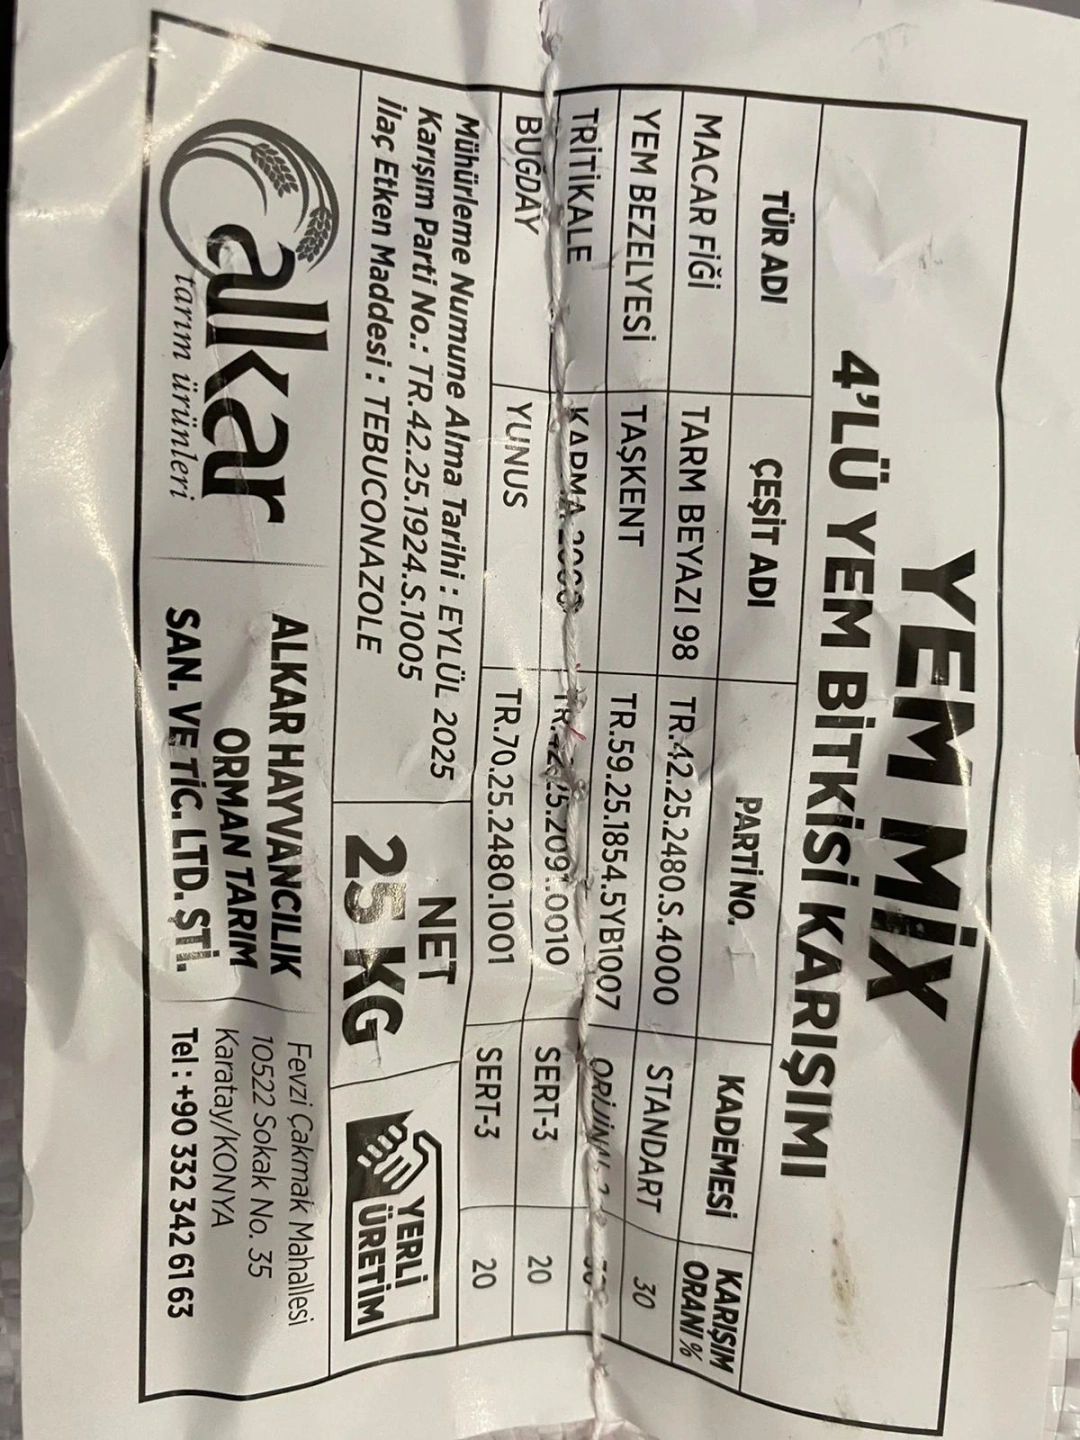 YEM MİX
4'LÜ YEM BİTKİSİ KARIŞIMI
TÜR ADI ÇEŞİT ADI PARTİ NO. KADEMESİ KARIŞIM ORANI %
MACAR FİĞİ TARM BEYAZI 98 TR.42.25.2480.S.4000 STANDART 30
YEM BEZELYESİ TAŞKENT TR.59.25.1854.5YB1007
TRİTİKALE KARMA SERT-3 20
BUĞDAY YUNUS TR.70.25.2480.1001 SERT-3 20
Mühürleme Numune Alma Tarihi : EYLÜL 2025
Karışım Parti No.: TR.42.25.1924.S.1005
İlaç Etken Maddesi : TEBUCONAZOLE
NET
25 KG
YERLİ
ÜRETİM
alkar
tarım ürünleri
ALKAR HAYVANCILIK
ORMAN TARIM
SAN. VE TİC. LTD. ŞTİ.
Fevzi Çakmak Mahallesi
10522 Sokak No. 35
Karatay/KONYA
Tel : +90 332 342 61 63